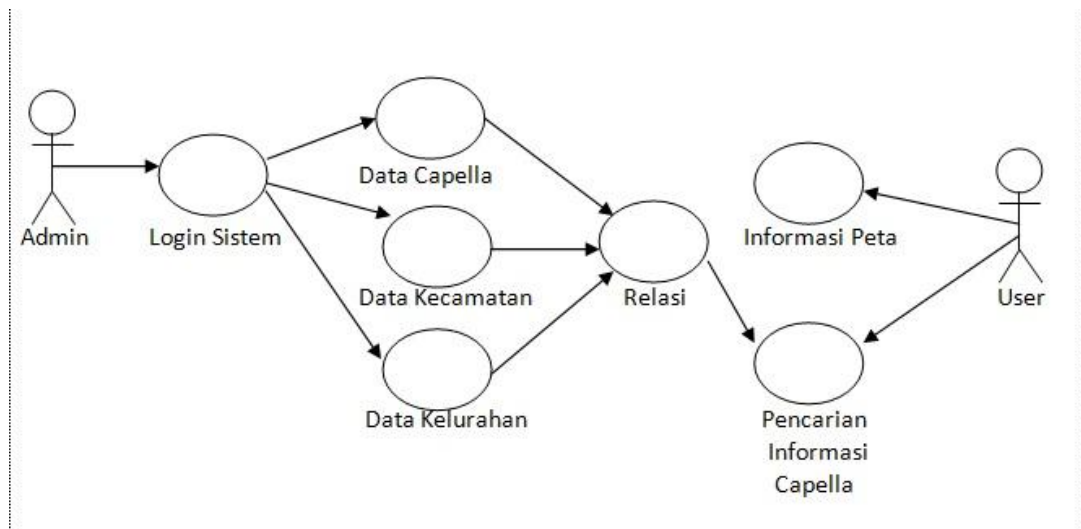 Admin
Login Sistem
Data Capella
Data Kecamatan
Data Kelurahan
Relasi
Informasi Peta
Pencarian
Informasi
Capella
User